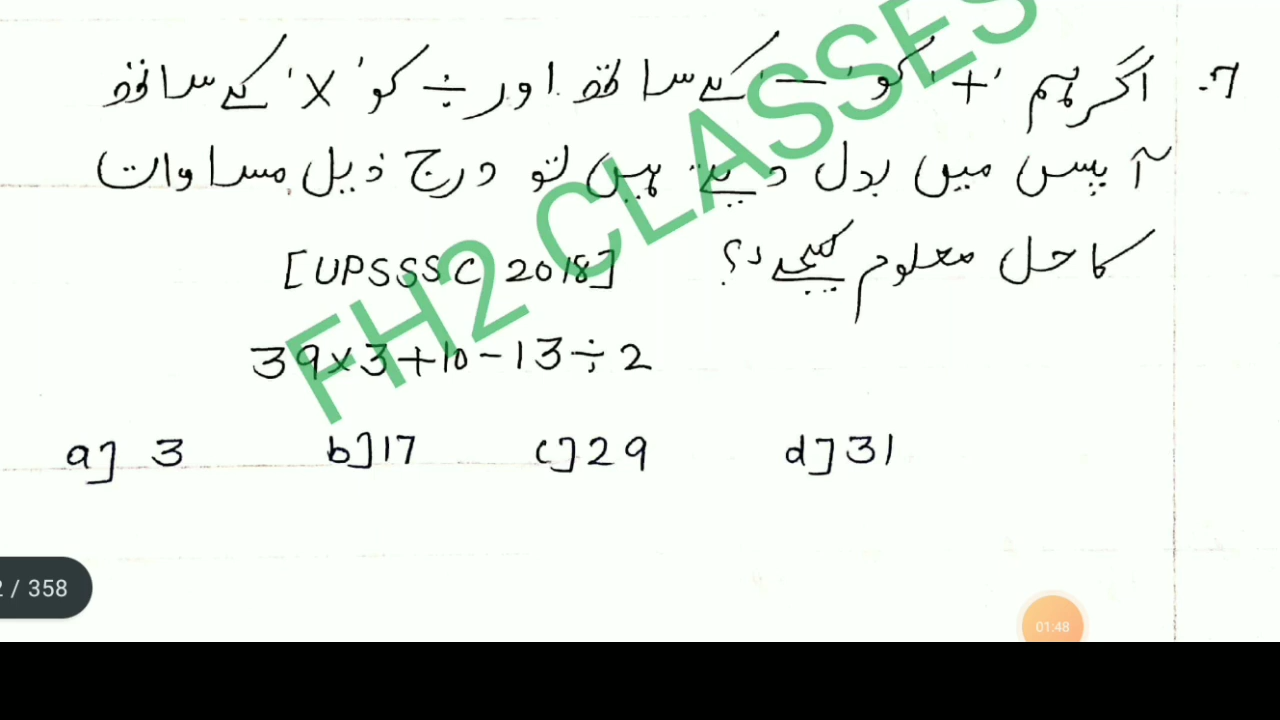 7. اگر ہم '+' کو '−' کے ساتھ اور ÷ کو 'x' کے ساتھ
آپس میں بدل دیتے ہیں تو درج ذیل مساوات
کا حل معلوم کیجیے؟
[UPSSSC 2018]
39x3+10-13÷2
a] 3 b] 17 c] 29 d] 31
FH2 CLASSES
2 / 358
01:48